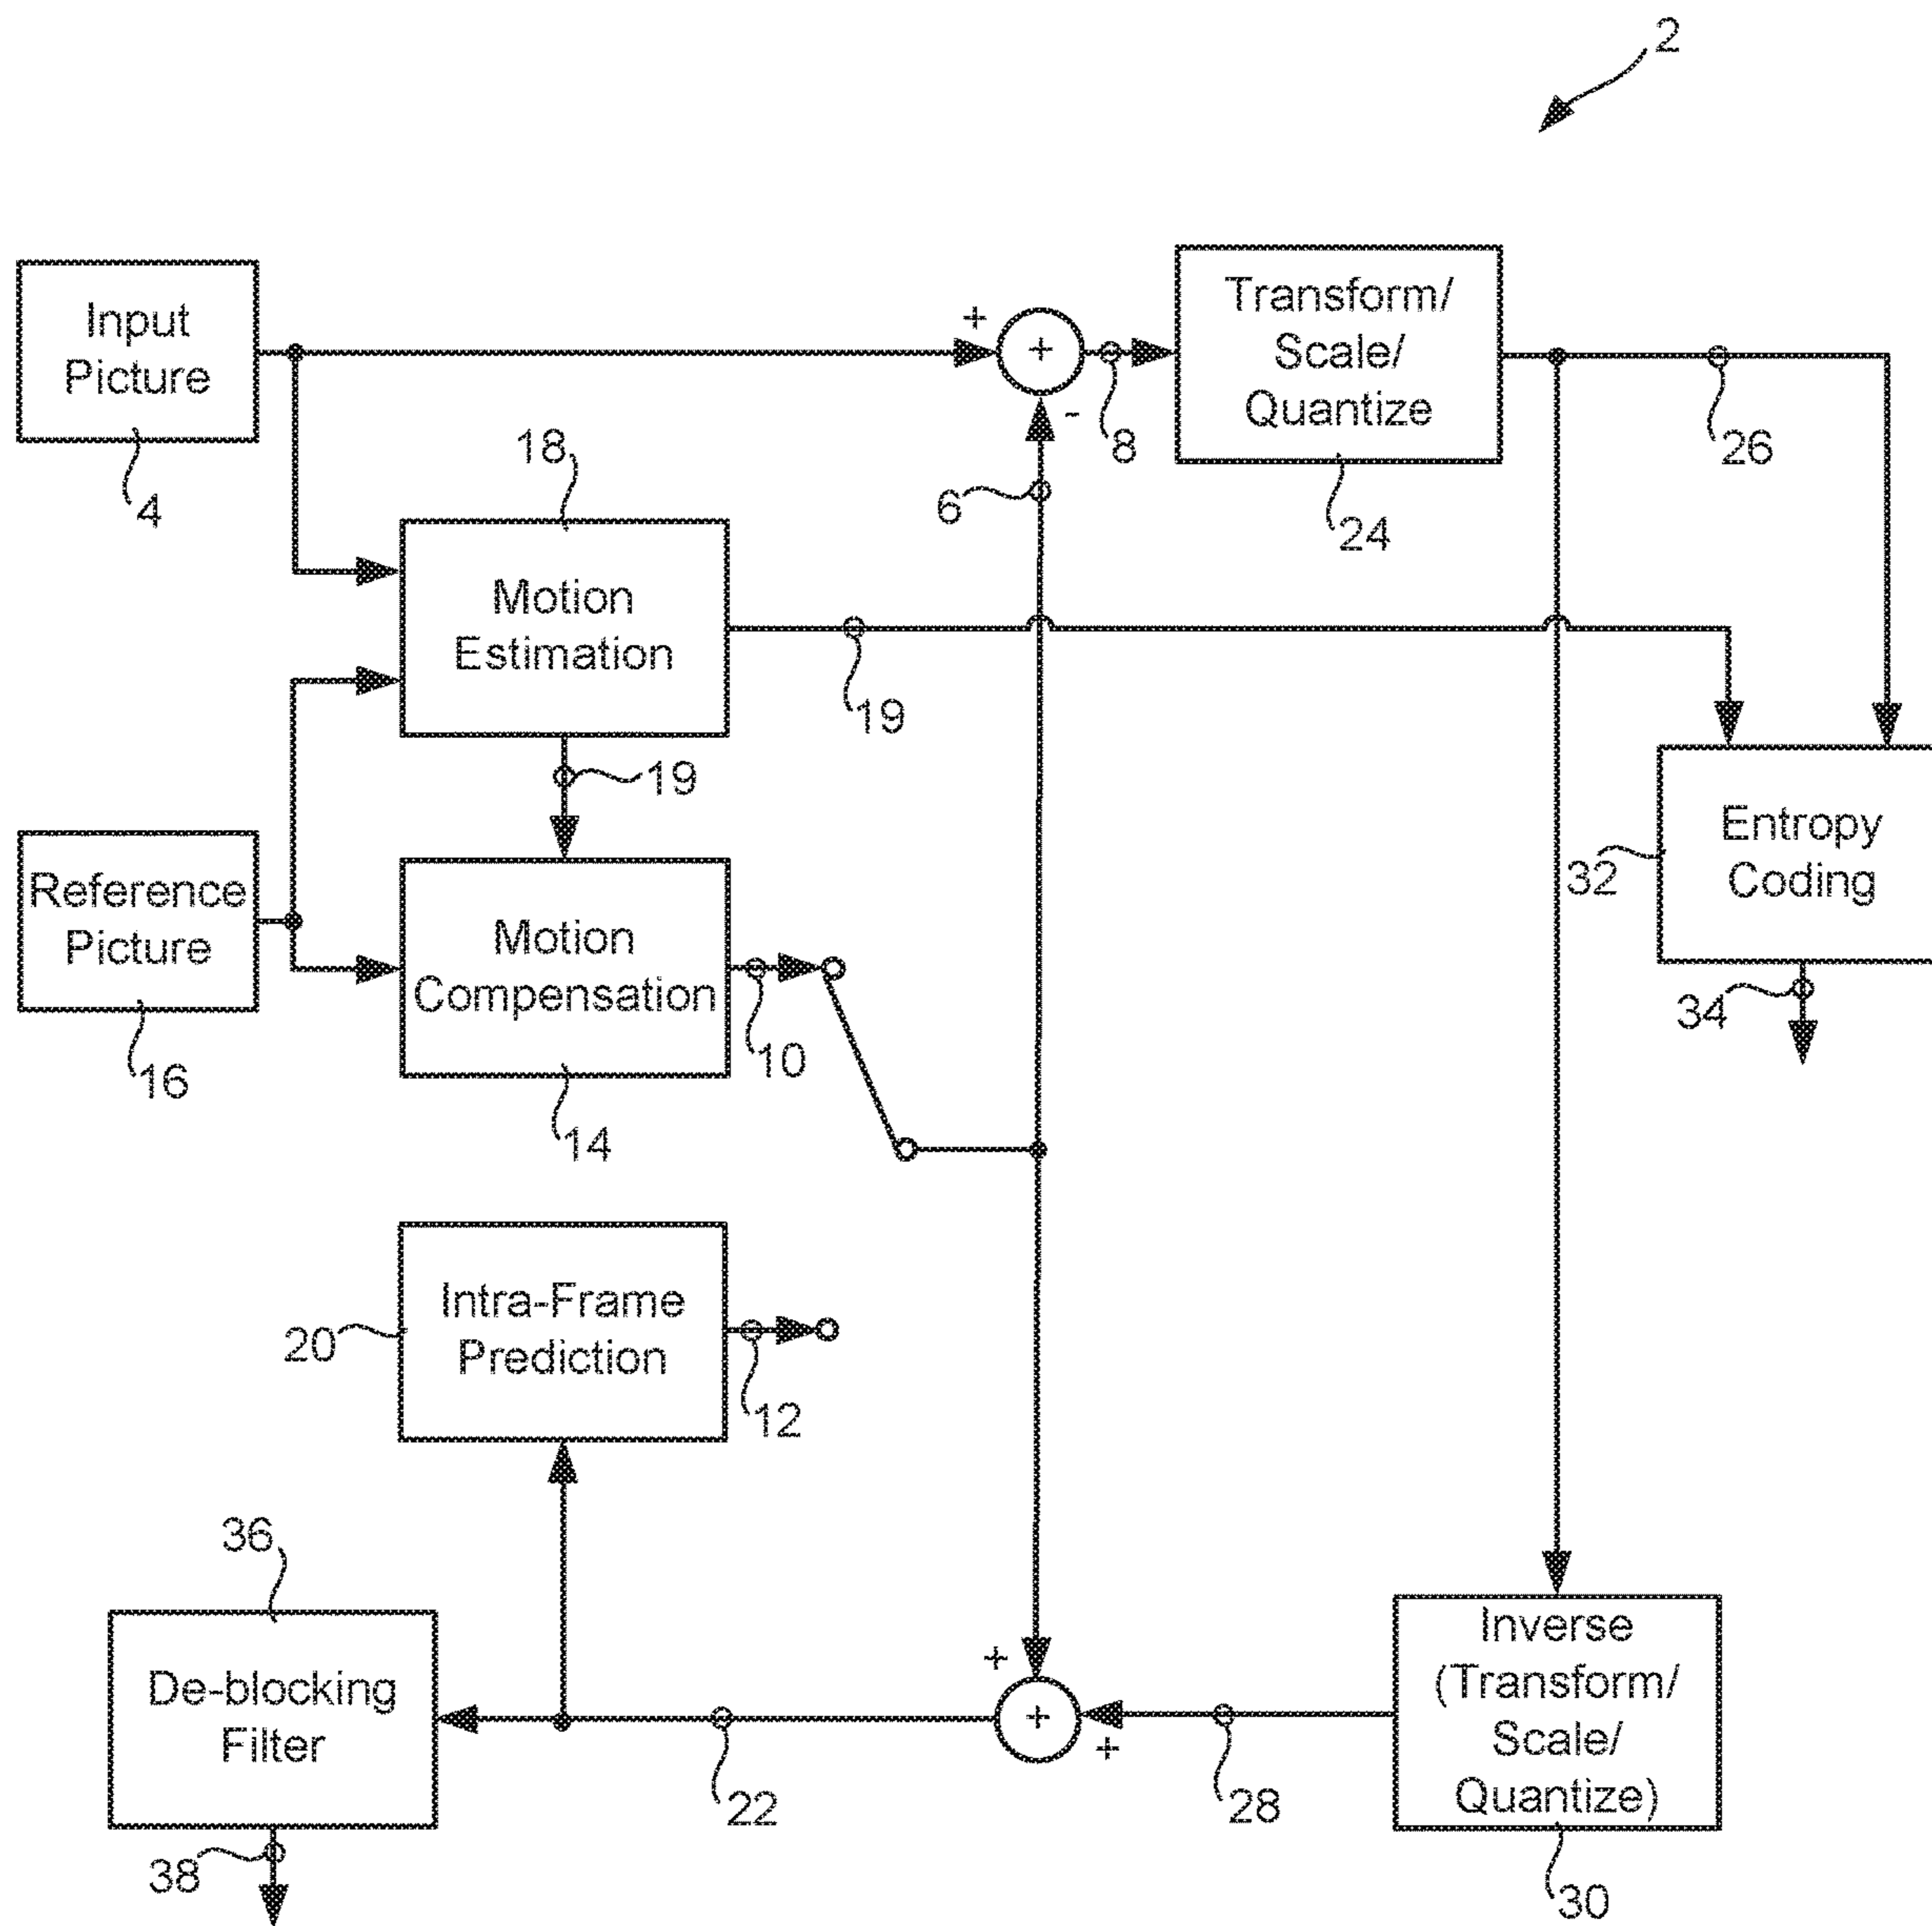 2
Input
Picture
4
+
+
-
8
Transform/
Scale/
Quantize
24
26
6
18
Motion
Estimation
19
19
Reference
Picture
16
Motion
Compensation
14
10
Entropy
Coding
32
34
Intra-Frame
Prediction
20
12
36
De-blocking
Filter
38
22
+
+
+
28
Inverse
(Transform/
Scale/
Quantize)
30